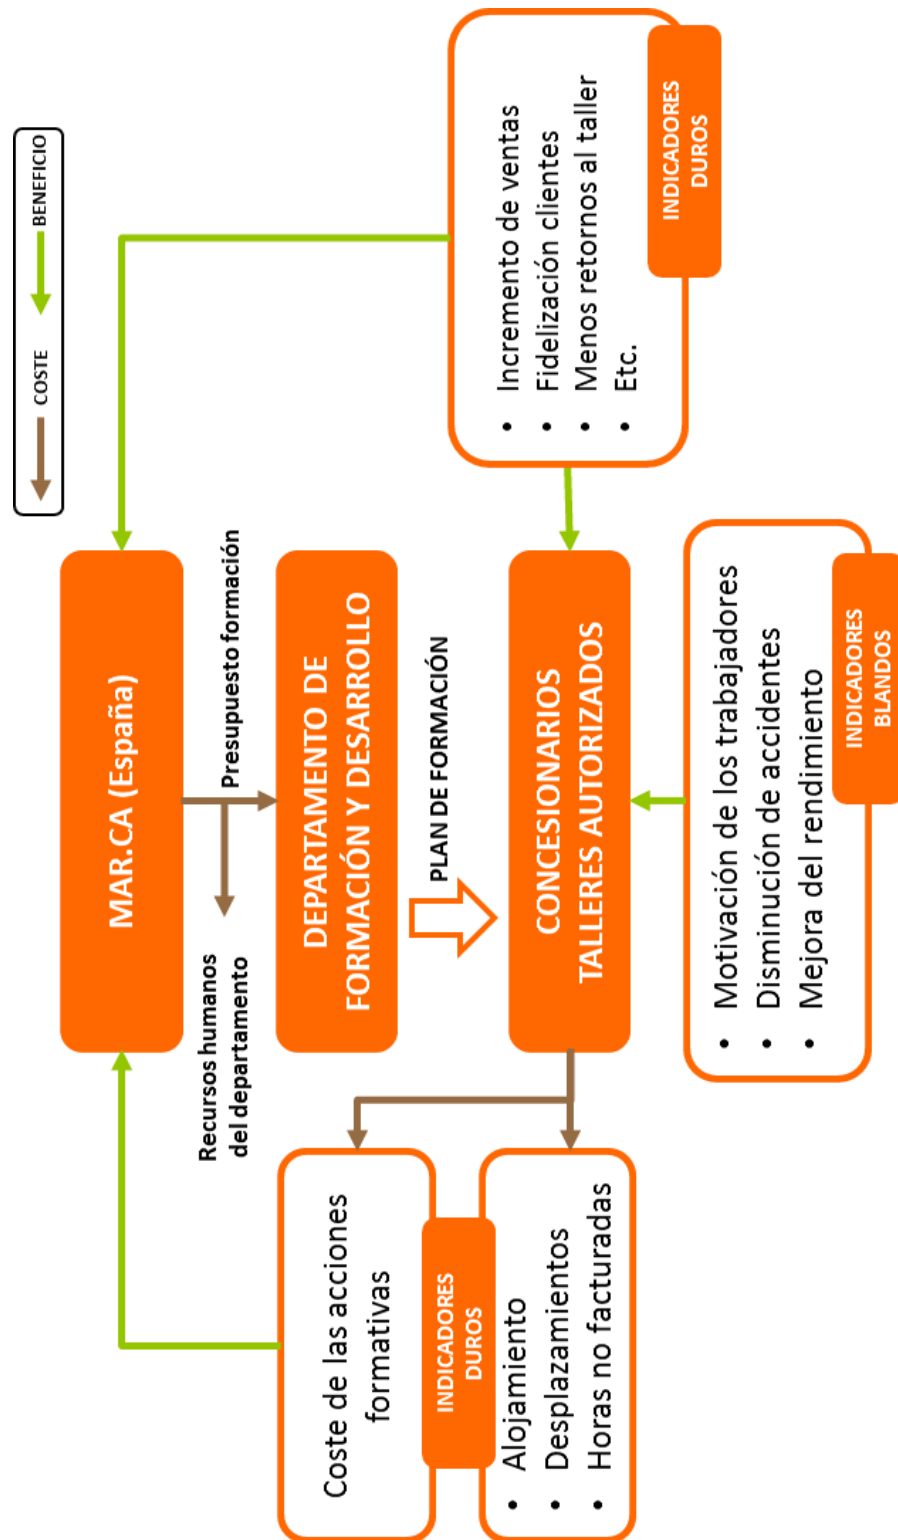 COSTE
BENEFICIO
MAR.CA (España)
Presupuesto formación
Recursos humanos
del departamento
DEPARTAMENTO DE
FORMACIÓN Y DESARROLLO
PLAN DE FORMACIÓN
CONCESIONARIOS
TALLERES AUTORIZADOS
Coste de las acciones
formativas
INDICADORES
DUROS
• Alojamiento
• Desplazamientos
• Horas no facturadas
• Motivación de los trabajadores
• Disminución de accidentes
• Mejora del rendimiento
INDICADORES
BLANDOS
• Incremento de ventas
• Fidelización clientes
• Menos retornos al taller
• Etc.
INDICADORES
DUROS